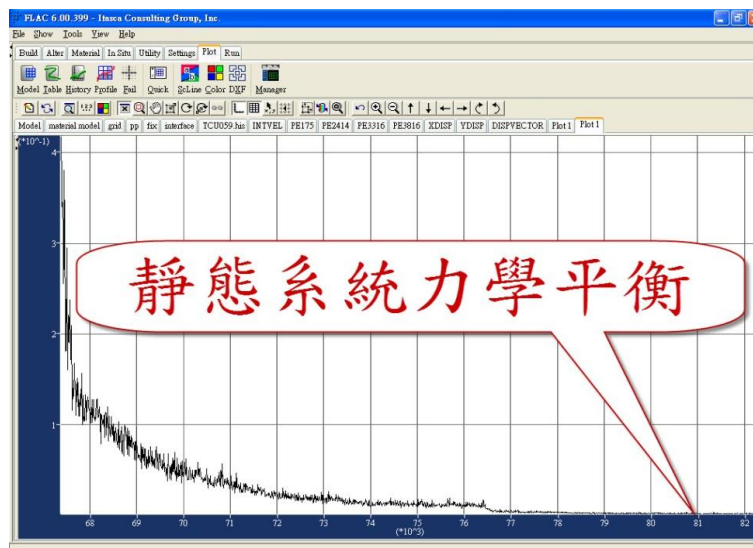 FLAC 6.00.399 - Itasca Consulting Group, Inc.
File Show Tools View Help
Build Alter Material In Situ Utility Settings Plot Run
Model Table History Profile Fail Quick ScLine Color DXF Manager
Model material model grid pp fix interface TCU059.his INTVEL PE175 PE2414 PE3316 PE3816 XDISP YDISP DISPVECTOR Plot 1 Plot 1
(*10^-1)
4
3
靜態系統力學平衡
2
1
68 69 70 71 72 73 74 75 76 77 78 79 80 81 82
(*10^3)